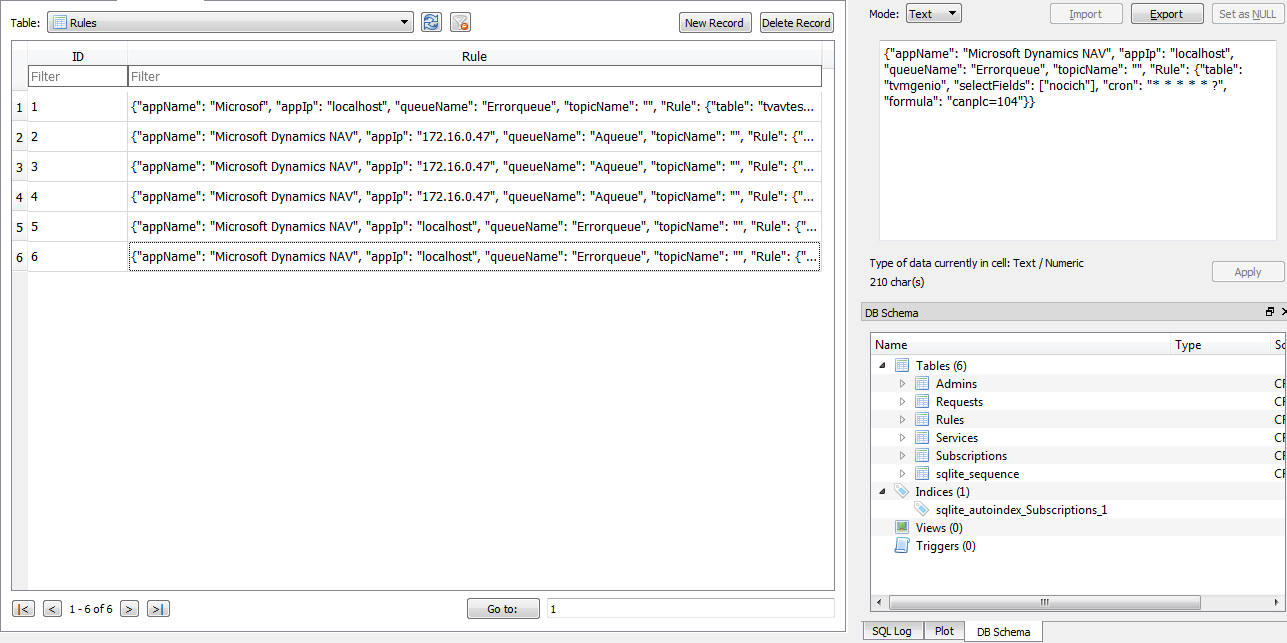 Table: Rules New Record Delete Record
ID Rule
Filter Filter
1 1 {"appName": "Microsof", "appIp": "localhost", "queueName": "Errorqueue", "topicName": "", "Rule": {"table": "tvavtes...
2 2 {"appName": "Microsoft Dynamics NAV", "appIp": "172.16.0.47", "queueName": "Aqueue", "topicName": "", "Rule": {"...
3 3 {"appName": "Microsoft Dynamics NAV", "appIp": "172.16.0.47", "queueName": "Aqueue", "topicName": "", "Rule": {"...
4 4 {"appName": "Microsoft Dynamics NAV", "appIp": "172.16.0.47", "queueName": "Aqueue", "topicName": "", "Rule": {"...
5 5 {"appName": "Microsoft Dynamics NAV", "appIp": "localhost", "queueName": "Errorqueue", "topicName": "", "Rule": {"...
6 6 {"appName": "Microsoft Dynamics NAV", "appIp": "localhost", "queueName": "Errorqueue", "topicName": "", "Rule": {"...
|< < 1 - 6 of 6 > >| Go to: 1
Mode: Text Import Export Set as NULL
{"appName": "Microsoft Dynamics NAV", "appIp": "localhost",
"queueName": "Errorqueue", "topicName": "", "Rule": {"table":
"tvmgenio", "selectFields": ["nocich"], "cron": "* * * * * ?",
"formula": "canplc=104"}}
Type of data currently in cell: Text / Numeric
210 char(s)
Apply
DB Schema
Name Type Sc
Tables (6)
Admins CF
Requests CF
Rules CF
Services CF
Subscriptions CF
sqlite_sequence CF
Indices (1)
sqlite_autoindex_Subscriptions_1
Views (0)
Triggers (0)
SQL Log Plot DB Schema